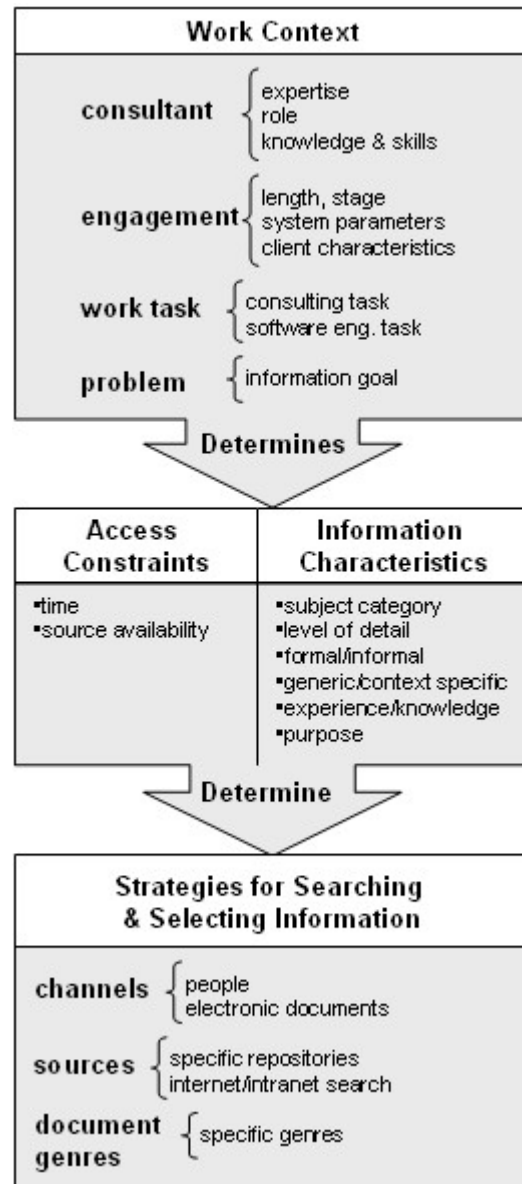 Work Context
consultant
expertise
role
knowledge & skills
engagement
length, stage
system parameters
client characteristics
work task
consulting task
software eng. task
problem
information goal
Determines
Access
Constraints
▪time
▪source availability
Information
Characteristics
▪subject category
▪level of detail
▪formal/informal
▪generic/context specific
▪experience/knowledge
▪purpose
Determine
Strategies for Searching
& Selecting Information
channels
people
electronic documents
sources
specific repositories
internet/intranet search
document
genres
specific genres